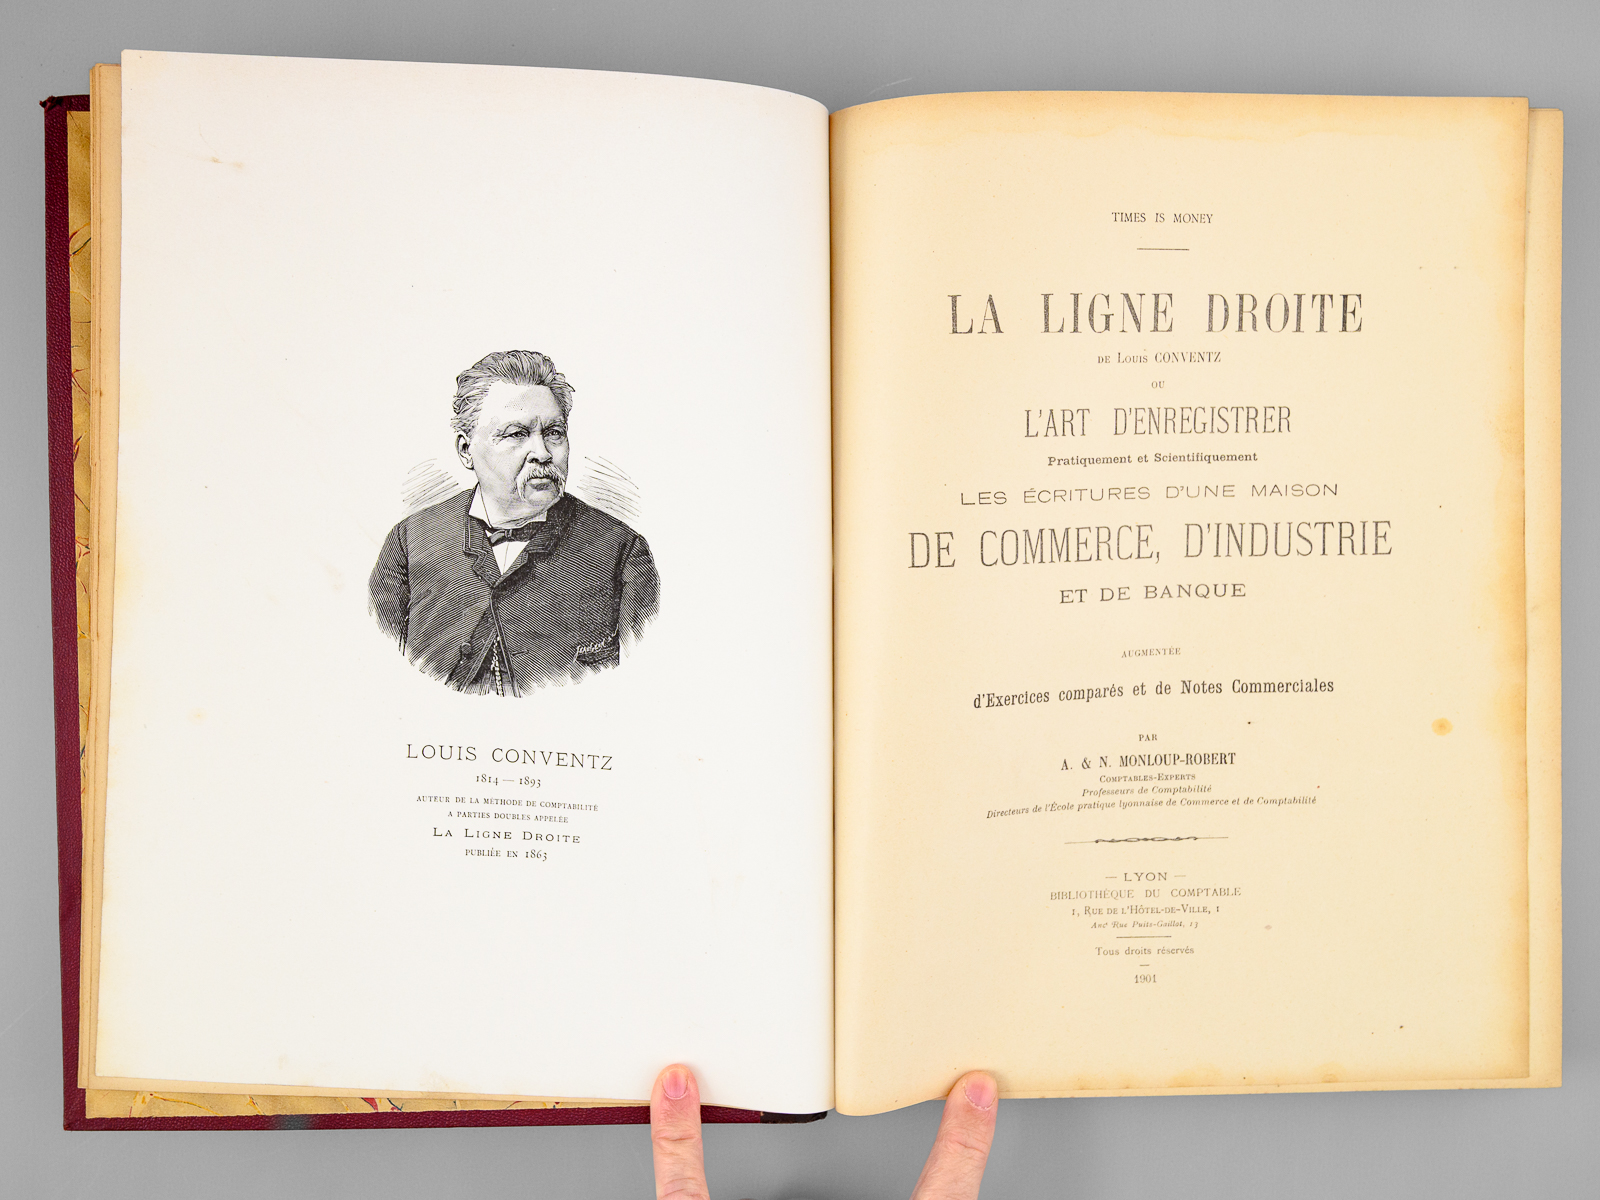 LOUIS CONVENTZ
1814 — 1893
AUTEUR DE LA MÉTHODE DE COMPTABILITÉ
A PARTIES DOUBLES APPELÉE
LA LIGNE DROITE
PUBLIÉE EN 1863
TIMES IS MONEY
LA LIGNE DROITE
DE LOUIS CONVENTZ
OU
L'ART D'ENREGISTRER
Pratiquement et Scientifiquement
LES ÉCRITURES D'UNE MAISON
DE COMMERCE, D'INDUSTRIE
ET DE BANQUE
AUGMENTÉE
d'Exercices comparés et de Notes Commerciales
PAR
A. & N. MONLOUP-ROBERT
COMPTABLES-EXPERTS
Professeurs de Comptabilité
Directeurs de l'École pratique lyonnaise de Commerce et de Comptabilité
— LYON —
BIBLIOTHÈQUE DU COMPTABLE
1, RUE DE L'HÔTEL-DE-VILLE, 1
Anc^t Rue Puits-Gaillot, 13
Tous droits réservés
1901